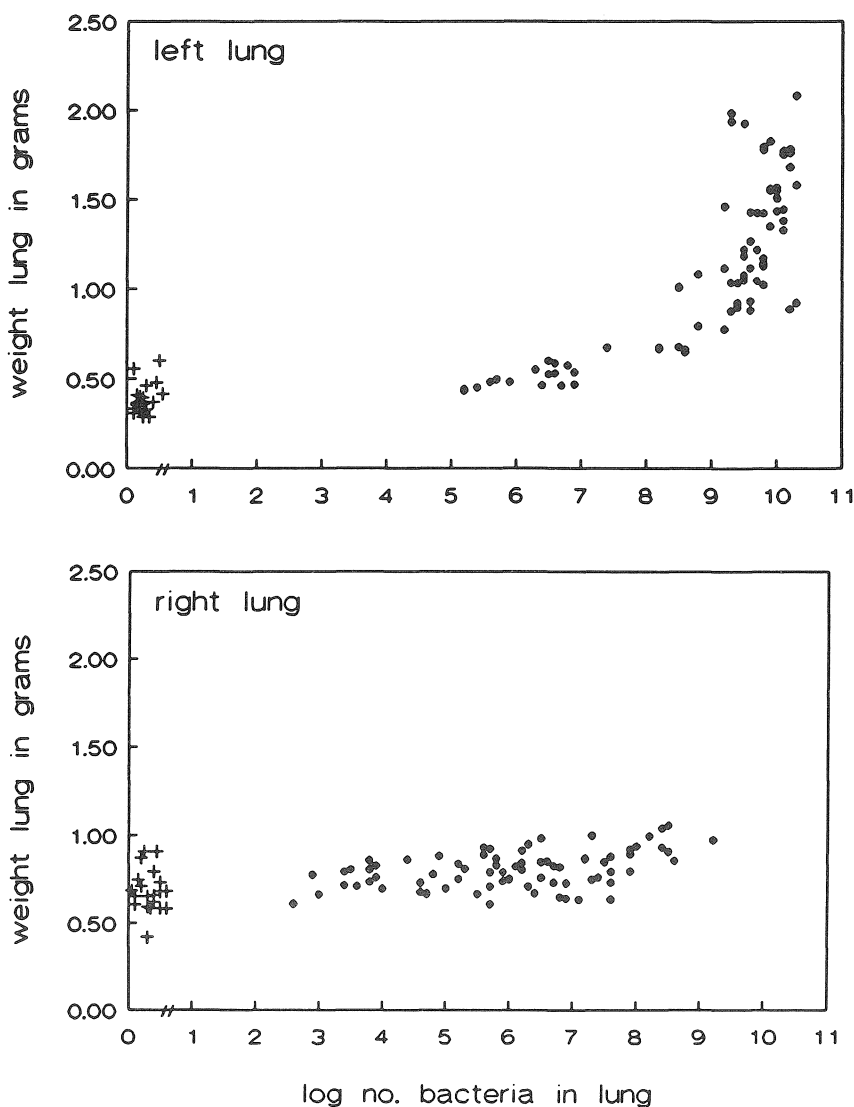 2.50
left lung
2.00
1.50
1.00
0.50
0.00
weight lung in grams
0 1 2 3 4 5 6 7 8 9 10 11
2.50
right lung
2.00
1.50
1.00
0.50
0.00
weight lung in grams
0 1 2 3 4 5 6 7 8 9 10 11
log no. bacteria in lung